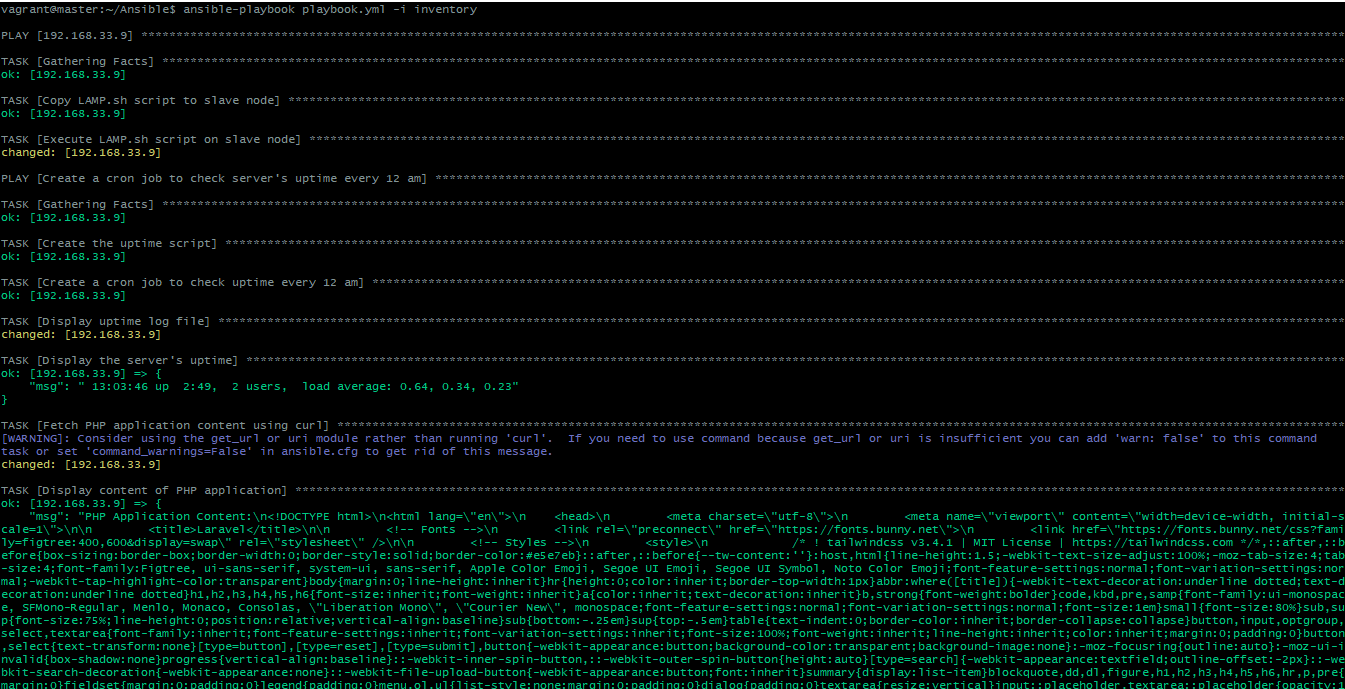 vagrant@master:~/Ansible$ ansible-playbook playbook.yml -i inventory
PLAY [192.168.33.9] ****************************************************************************************************************************************************************************
TASK [Gathering Facts] *************************************************************************************************************************************************************************
ok: [192.168.33.9]
TASK [Copy LAMP.sh script to slave node] *******************************************************************************************************************************************************
ok: [192.168.33.9]
TASK [Execute LAMP.sh script on slave node] ****************************************************************************************************************************************************
changed: [192.168.33.9]
PLAY [Create a cron job to check server's uptime every 12 am] **********************************************************************************************************************************
TASK [Gathering Facts] *************************************************************************************************************************************************************************
ok: [192.168.33.9]
TASK [Create the uptime script] ****************************************************************************************************************************************************************
ok: [192.168.33.9]
TASK [Create a cron job to check uptime every 12 am] *******************************************************************************************************************************************
ok: [192.168.33.9]
TASK [Display uptime log file] *****************************************************************************************************************************************************************
changed: [192.168.33.9]
TASK [Display the server's uptime] *************************************************************************************************************************************************************
ok: [192.168.33.9] => {
    "msg": " 13:03:46 up  2:49,  2 users,  load average: 0.64, 0.34, 0.23"
}
TASK [Fetch PHP application content using curl] ************************************************************************************************************************************************
[WARNING]: Consider using the get_url or uri module rather than running 'curl'.  If you need to use command because get_url or uri is insufficient you can add 'warn: false' to this command
task or set 'command_warnings=False' in ansible.cfg to get rid of this message.
changed: [192.168.33.9]
TASK [Display content of PHP application] ******************************************************************************************************************************************************
ok: [192.168.33.9] => {
    "msg": "PHP Application Content:\n<!DOCTYPE html>\n<html lang=\"en\">\n    <head>\n        <meta charset=\"utf-8\">\n        <meta name=\"viewport\" content=\"width=device-width, initial-s
cale=1\">\n\n        <title>Laravel</title>\n\n        <!-- Fonts -->\n        <link rel=\"preconnect\" href=\"https://fonts.bunny.net\">\n        <link href=\"https://fonts.bunny.net/css?fami
ly=figtree:400,600&display=swap\" rel=\"stylesheet\" />\n\n        <!-- Styles -->\n        <style>\n            /* ! tailwindcss v3.4.1 | MIT License | https://tailwindcss.com */*,::after,::b
efore{box-sizing:border-box;border-width:0;border-style:solid;border-color:#e5e7eb}::after,::before{--tw-content:''}:host,html{line-height:1.5;-webkit-text-size-adjust:100%;-moz-tab-size:4;tab
-size:4;font-family:Figtree, ui-sans-serif, system-ui, sans-serif, Apple Color Emoji, Segoe UI Emoji, Segoe UI Symbol, Noto Color Emoji;font-feature-settings:normal;font-variation-settings:nor
mal;-webkit-tap-highlight-color:transparent}body{margin:0;line-height:inherit}hr{height:0;color:inherit;border-top-width:1px}abbr:where([title]){-webkit-text-decoration:underline dotted;text-d
ecoration:underline dotted}h1,h2,h3,h4,h5,h6{font-size:inherit;font-weight:inherit}a{color:inherit;text-decoration:inherit}b,strong{font-weight:bolder}code,kbd,pre,samp{font-family:ui-monospac
e, SFMono-Regular, Menlo, Monaco, Consolas, \"Liberation Mono\", \"Courier New\", monospace;font-feature-settings:normal;font-variation-settings:normal;font-size:1em}small{font-size:80%}sub,su
p{font-size:75%;line-height:0;position:relative;vertical-align:baseline}sub{bottom:-.25em}sup{top:-.5em}table{text-indent:0;border-color:inherit;border-collapse:collapse}button,input,optgroup,
select,textarea{font-family:inherit;font-feature-settings:inherit;font-variation-settings:inherit;font-size:100%;font-weight:inherit;line-height:inherit;color:inherit;margin:0;padding:0}button
,select{text-transform:none}[type=button],[type=reset],[type=submit],button{-webkit-appearance:button;background-color:transparent;background-image:none}:-moz-focusring{outline:auto}:-moz-ui-i
nvalid{box-shadow:none}progress{vertical-align:baseline}::-webkit-inner-spin-button,::-webkit-outer-spin-button{height:auto}[type=search]{-webkit-appearance:textfield;outline-offset:-2px}::-we
bkit-search-decoration{-webkit-appearance:none}::-webkit-file-upload-button{-webkit-appearance:button;font:inherit}summary{display:list-item}blockquote,dd,dl,figure,h1,h2,h3,h4,h5,h6,hr,p,pre{
margin:0}fieldset{margin:0;padding:0}legend{padding:0}menu,ol,ul{list-style:none;margin:0;padding:0}dialog{padding:0}textarea{resize:vertical}input::placeholder,textarea::placeholder{opacity:1